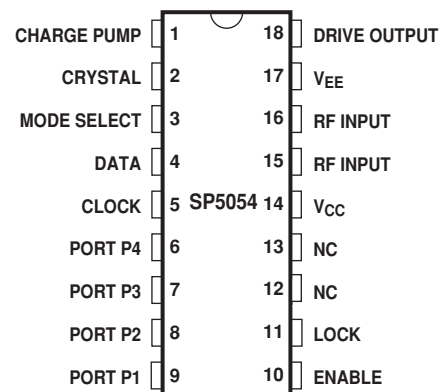 CHARGE PUMP 1 18 DRIVE OUTPUT
CRYSTAL 2 17 VEE
MODE SELECT 3 16 RF INPUT
DATA 4 15 RF INPUT
CLOCK 5 SP5054 14 VCC
PORT P4 6 13 NC
PORT P3 7 12 NC
PORT P2 8 11 LOCK
PORT P1 9 10 ENABLE